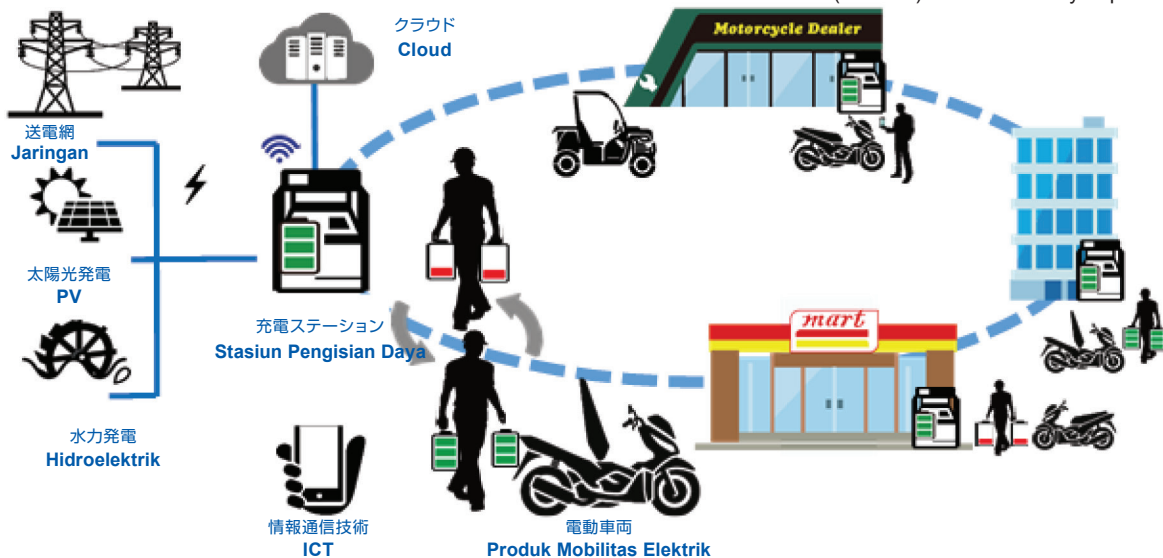 クラウド
Cloud
Motorcycle Dealer
送電網
Jaringan
太陽光発電
PV
充電ステーション
Stasiun Pengisian Daya
mart
水力発電
Hidroelektrik
情報通信技術
ICT
電動車両
Produk Mobilitas Elektrik